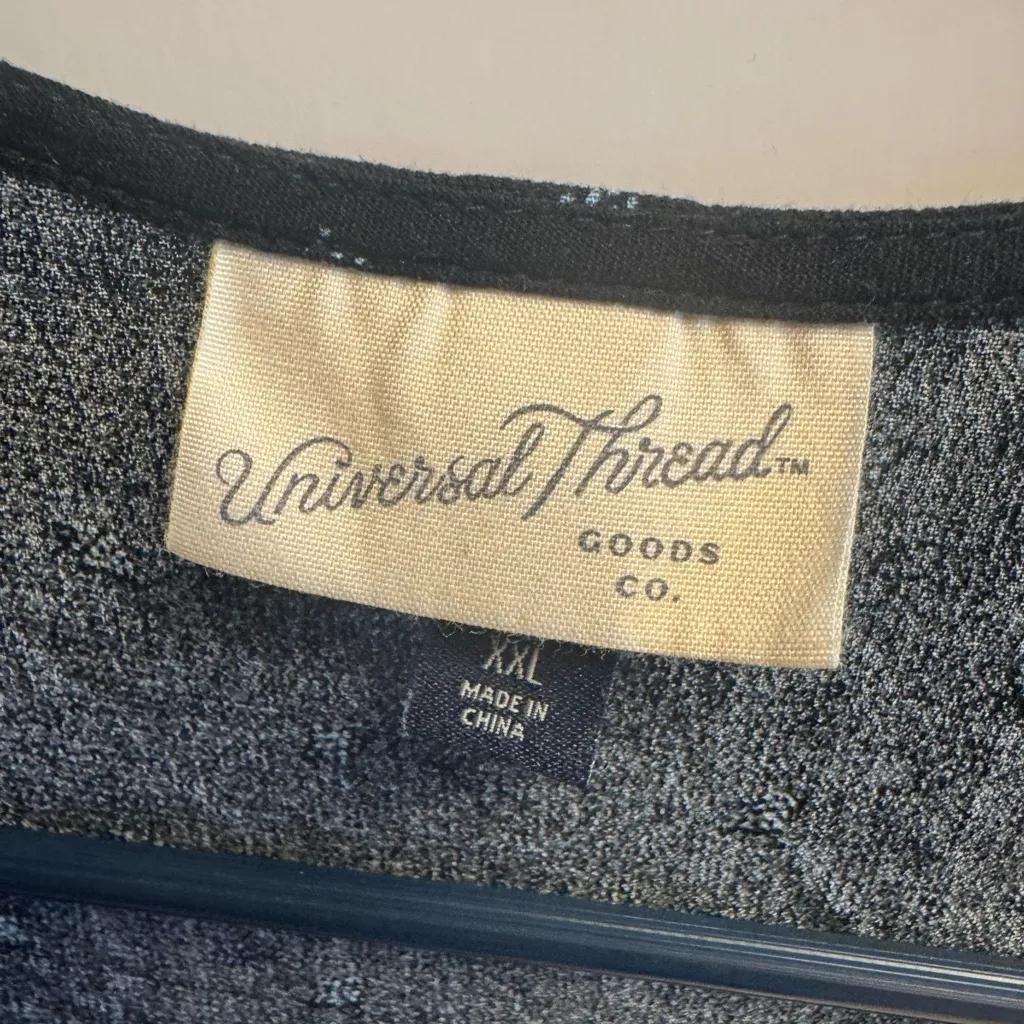 Universal Thread™
GOODS
CO.
XXL
MADE IN
CHINA